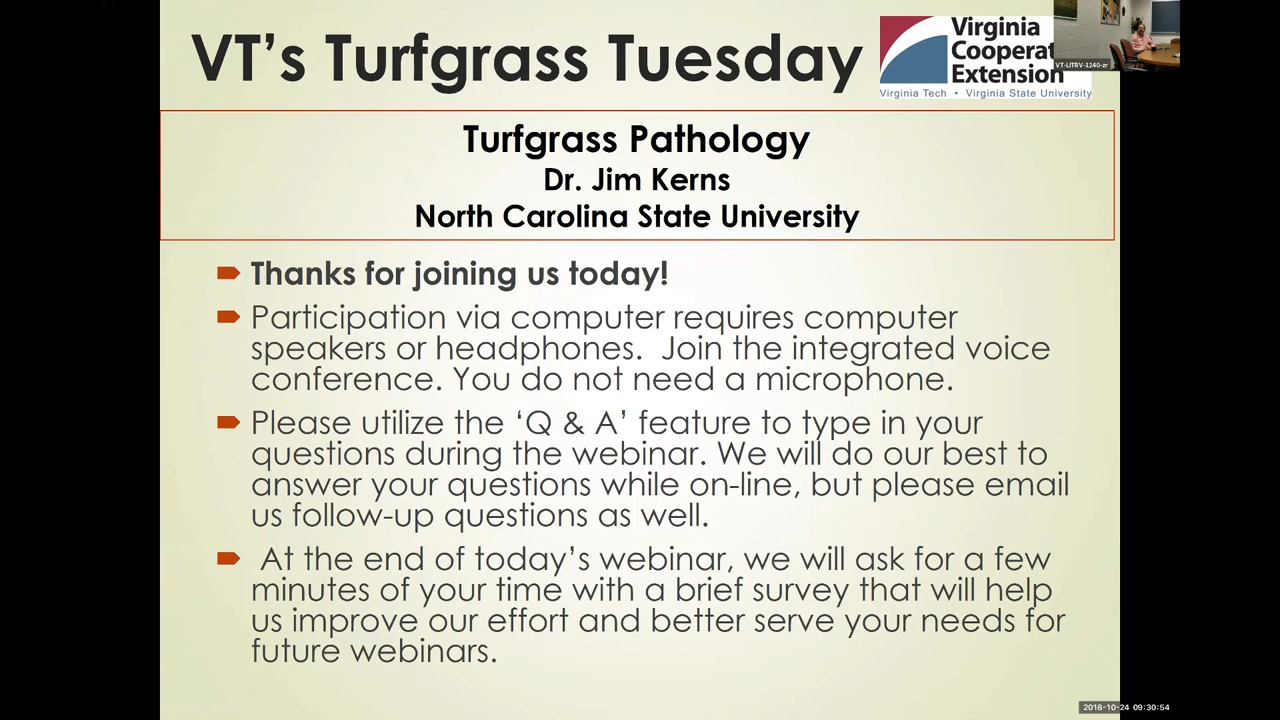 VT's Turfgrass Tuesday
Virginia
Cooperat
Extension
Virginia Tech • Virginia State University
VT-LITRV-1240-zr
Turfgrass Pathology
Dr. Jim Kerns
North Carolina State University
Thanks for joining us today!
Participation via computer requires computer
speakers or headphones. Join the integrated voice
conference. You do not need a microphone.
Please utilize the ‘Q & A’ feature to type in your
questions during the webinar. We will do our best to
answer your questions while on-line, but please email
us follow-up questions as well.
At the end of today’s webinar, we will ask for a few
minutes of your time with a brief survey that will help
us improve our effort and better serve your needs for
future webinars.
2018-10-24 09:30:54